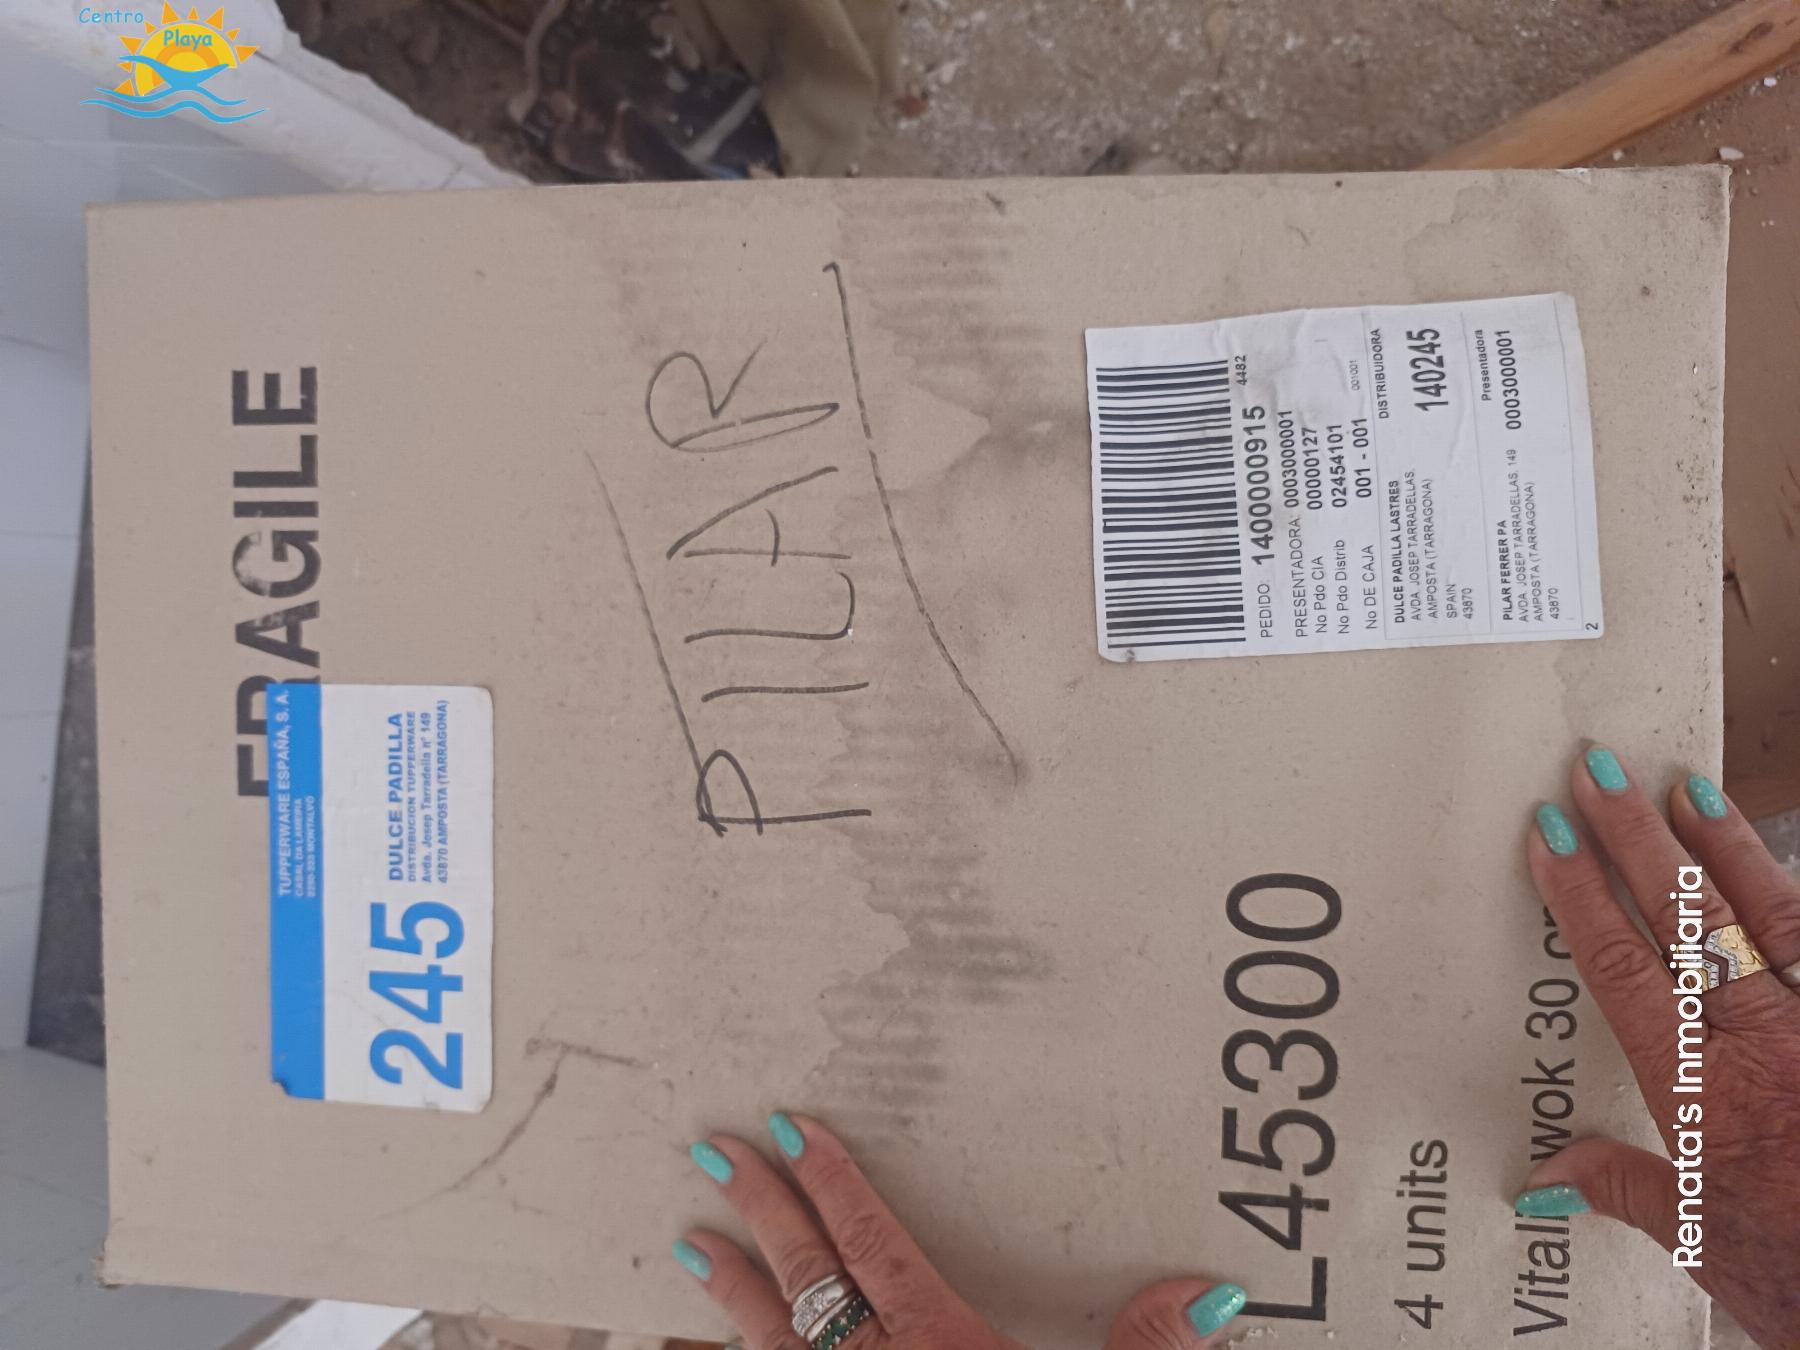 Centro
Playa
FRAGILE
TUPPERWARE ESPAÑA, S. A.
245
DULCE PADILLA
DISTRIBUCION TUPPERWARE
Avda. Josep Tarradella nº 149
43870 AMPOSTA (TARRAGONA)
PILAR
4482
PEDIDO: 1400000915
PRESENTADORA: 0003000001
No Pdo CIA 00000127
No Pdo Distrib 02454101
No DE CAJA 001 - 001
001001
DISTRIBUIDORA
DULCE PADILLA LASTRES
AVDA. JOSEP TARRADELLAS,
AMPOSTA (TARRAGONA)
SPAIN
43870
140245
Presentadora
PILAR FERRER PA
AVDA. JOSEP TARRADELLAS, 149
0003000001
AMPOSTA (TARRAGONA)
43870
2
L45300
4 units
wok 30
Renata's Inmobiliaria